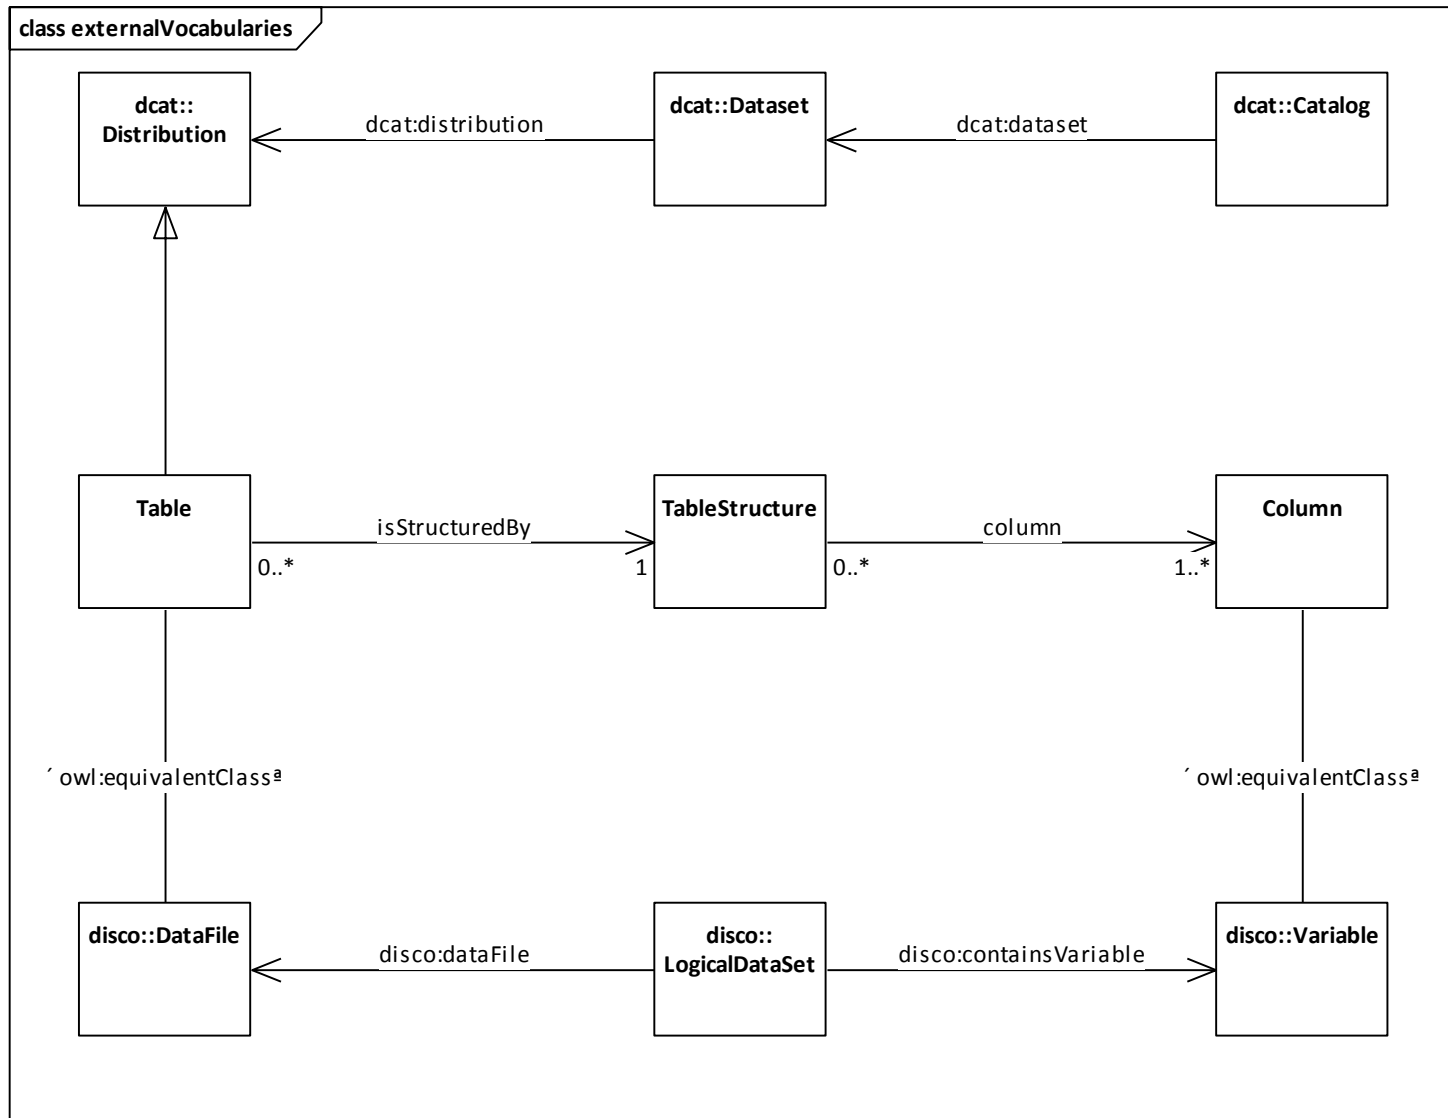 class externalVocabularies
dcat::
Distribution
dcat:distribution
dcat::Dataset
dcat:dataset
dcat::Catalog
Table
isStructuredBy
0..*
1
TableStructure
column
0..*
1..*
Column
´ owl:equivalentClassª
´ owl:equivalentClassª
disco::DataFile
disco:dataFile
disco::
LogicalDataSet
disco:containsVariable
disco::Variable